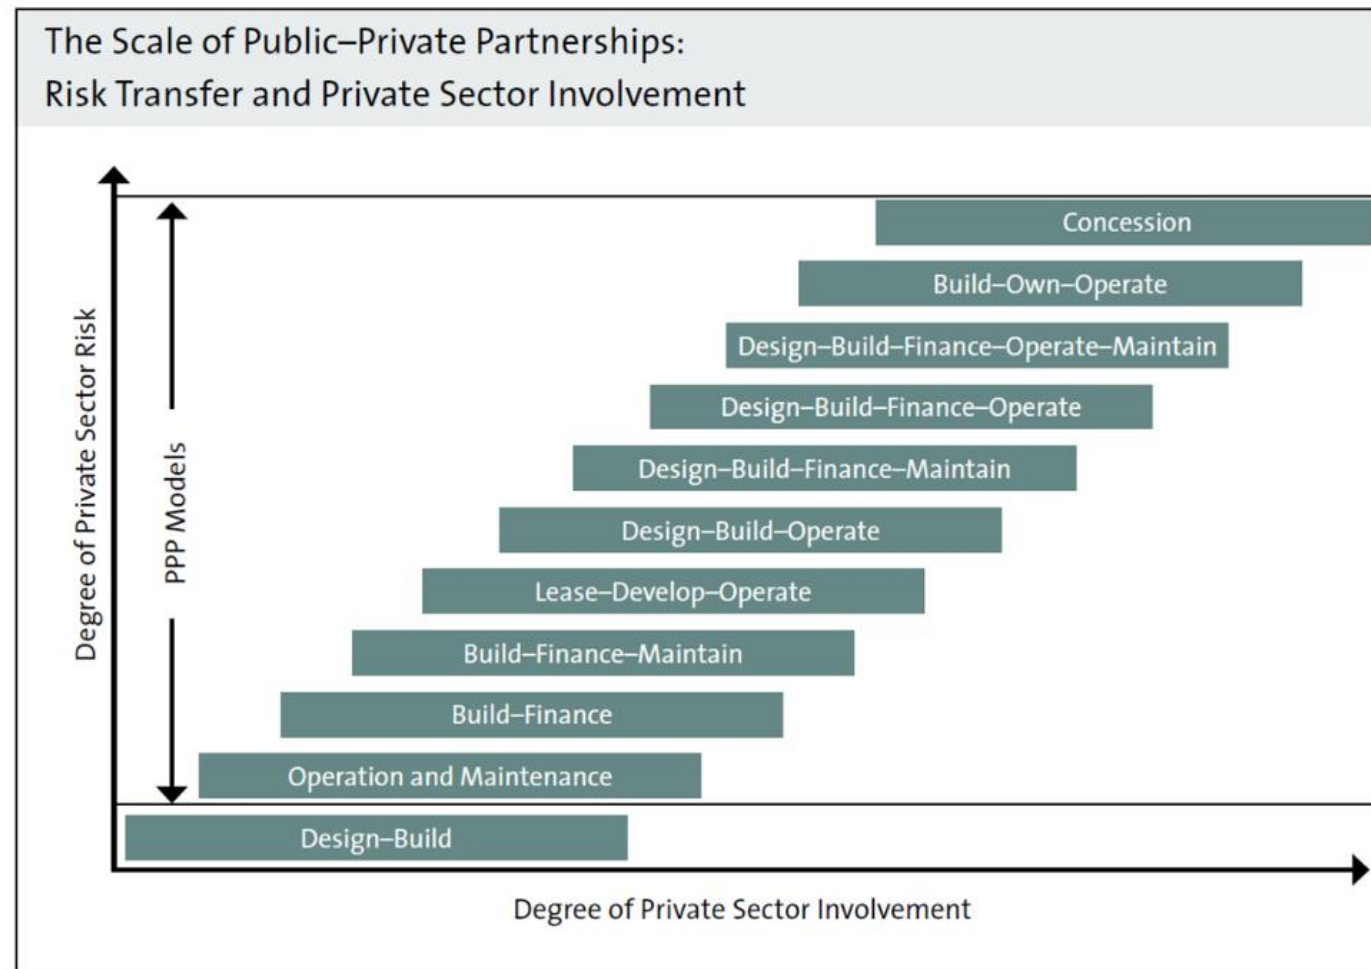 The Scale of Public–Private Partnerships:
Risk Transfer and Private Sector Involvement
Degree of Private Sector Risk
PPP Models
Concession
Build–Own–Operate
Design–Build–Finance–Operate–Maintain
Design–Build–Finance–Operate
Design–Build–Finance–Maintain
Design–Build–Operate
Lease–Develop–Operate
Build–Finance–Maintain
Build–Finance
Operation and Maintenance
Design–Build
Degree of Private Sector Involvement